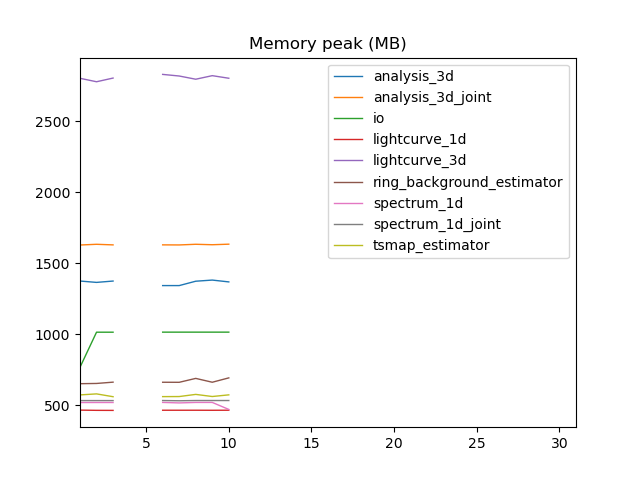 Memory peak (MB)
analysis_3d
analysis_3d_joint
io
lightcurve_1d
lightcurve_3d
ring_background_estimator
spectrum_1d
spectrum_1d_joint
tsmap_estimator
2500
2000
1500
1000
500
5 10 15 20 25 30